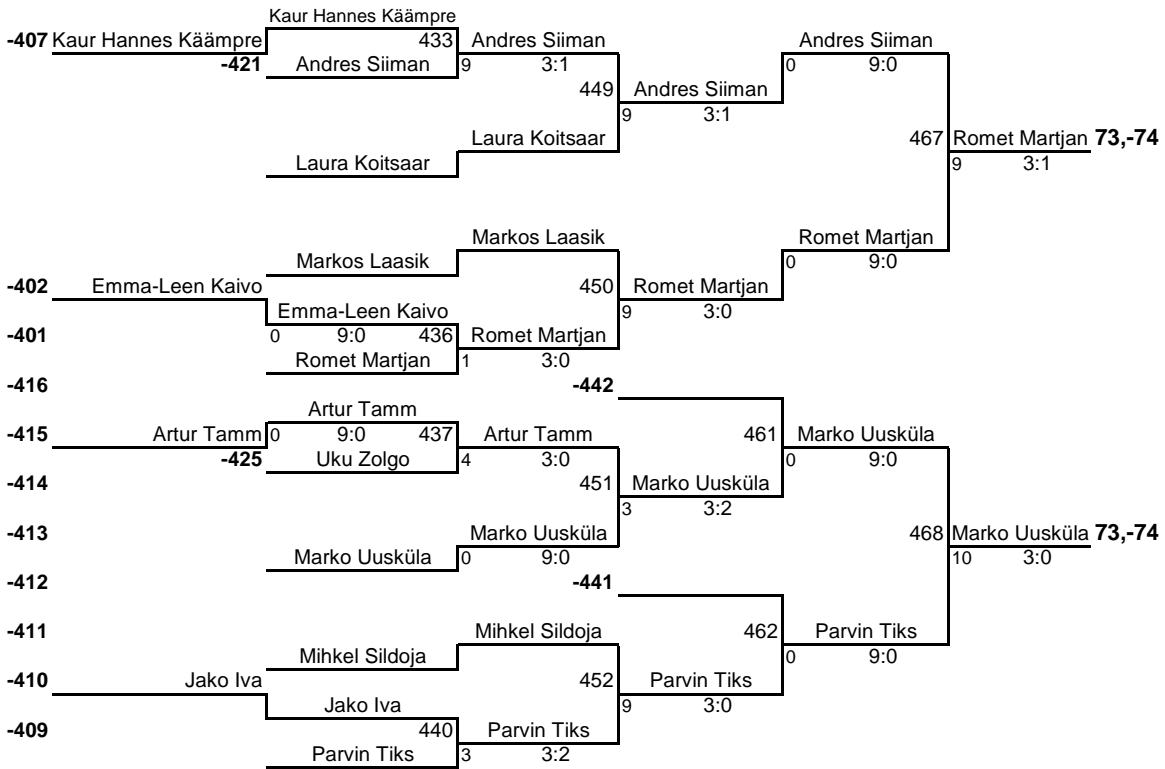 Kaur Hannes Käämpre
-407 Kaur Hannes Käämpre 433 Andres Siiman Andres Siiman
-421 Andres Siiman 9 3:1 0 9:0
449 Andres Siiman
9 3:1
Laura Koitsaar 467 Romet Martjan 73,-74
Laura Koitsaar 9 3:1
Markos Laasik Romet Martjan
Markos Laasik 0 9:0
-402 Emma-Leen Kaivo 450 Romet Martjan
Emma-Leen Kaivo 9 3:0
-401 0 9:0 436 Romet Martjan
Romet Martjan 1 3:0
-416 -442
Artur Tamm
-415 Artur Tamm 0 9:0 437 Artur Tamm 461 Marko Uusküla
-425 Uku Zolgo 4 3:0 0 9:0
-414 451 Marko Uusküla
3 3:2
-413 Marko Uusküla 468 Marko Uusküla 73,-74
Marko Uusküla 0 9:0 10 3:0
-412 -441
-411 Mihkel Sildoja 462 Parvin Tiks
Mihkel Sildoja 0 9:0
-410 Jako Iva 452 Parvin Tiks
Jako Iva 9 3:0
-409 440 Parvin Tiks
Parvin Tiks 3 3:2